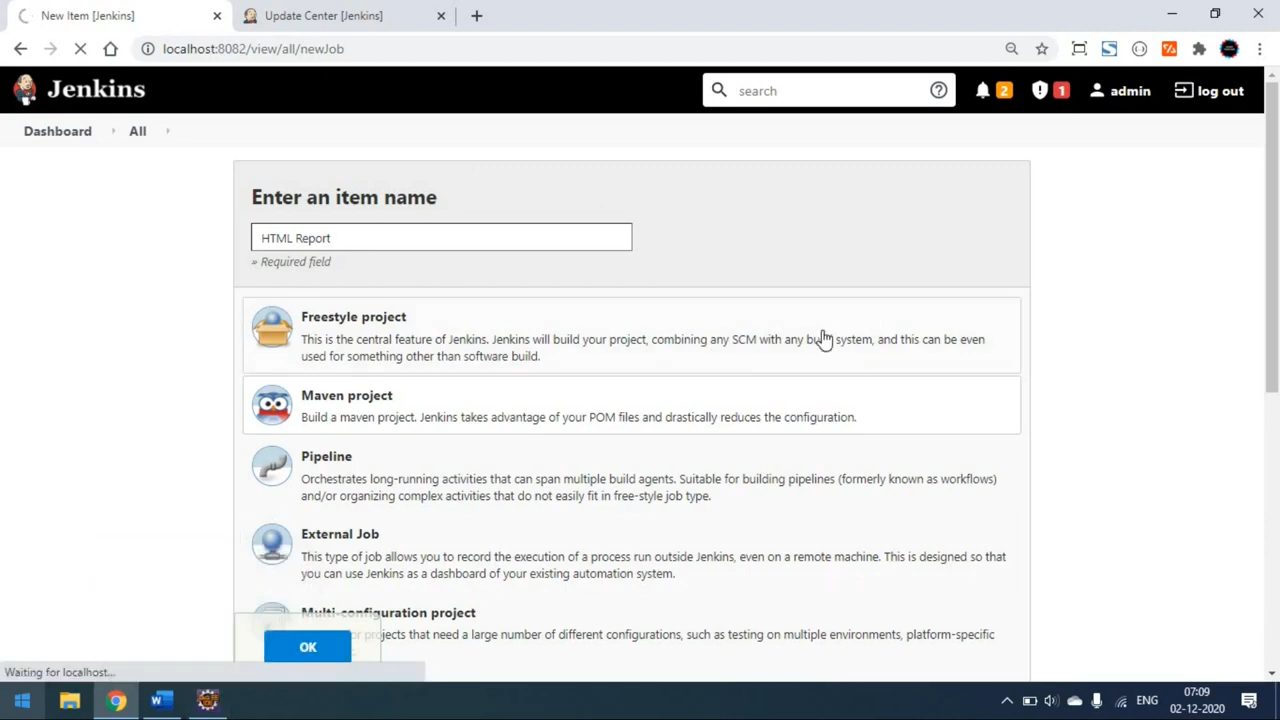 New Item [Jenkins]
Update Center [Jenkins]
localhost:8082/view/all/newJob
Jenkins
search
2
1
admin
log out
Dashboard
All
Enter an item name
HTML Report
» Required field
Freestyle project
This is the central feature of Jenkins. Jenkins will build your project, combining any SCM with any build system, and this can be even
used for something other than software build.
Maven project
Build a maven project. Jenkins takes advantage of your POM files and drastically reduces the configuration.
Pipeline
Orchestrates long-running activities that can span multiple build agents. Suitable for building pipelines (formerly known as workflows)
and/or organizing complex activities that do not easily fit in free-style job type.
External Job
This type of job allows you to record the execution of a process run outside Jenkins, even on a remote machine. This is designed so that
you can use Jenkins as a dashboard of your existing automation system.
Multi-configuration project
projects that need a large number of different configurations, such as testing on multiple environments, platform-specific
OK
Waiting for localhost...
ENG
07:09
02-12-2020